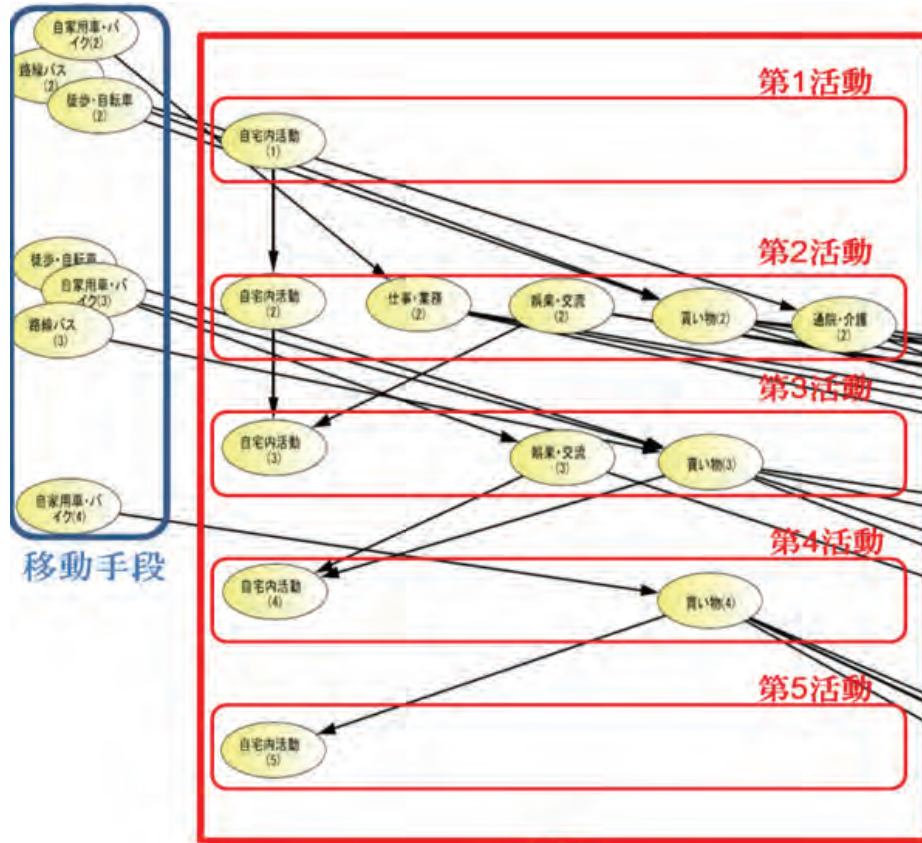 自家用車・バ
イク(2)
路線バス
(2)
徒歩・自転車
(2)
第1活動
自宅内活動
(1)
第2活動
徒歩・自転車
自家用車・バ
イク(3)
路線バス
(3)
自宅内活動
(2)
仕事・業務
(2)
娯楽・交流
(2)
買い物(2)
通院・介護
(2)
第3活動
自宅内活動
(3)
娯楽・交流
(3)
買い物(3)
自家用車・バ
イク(4)
移動手段
第4活動
自宅内活動
(4)
買い物(4)
第5活動
自宅内活動
(5)